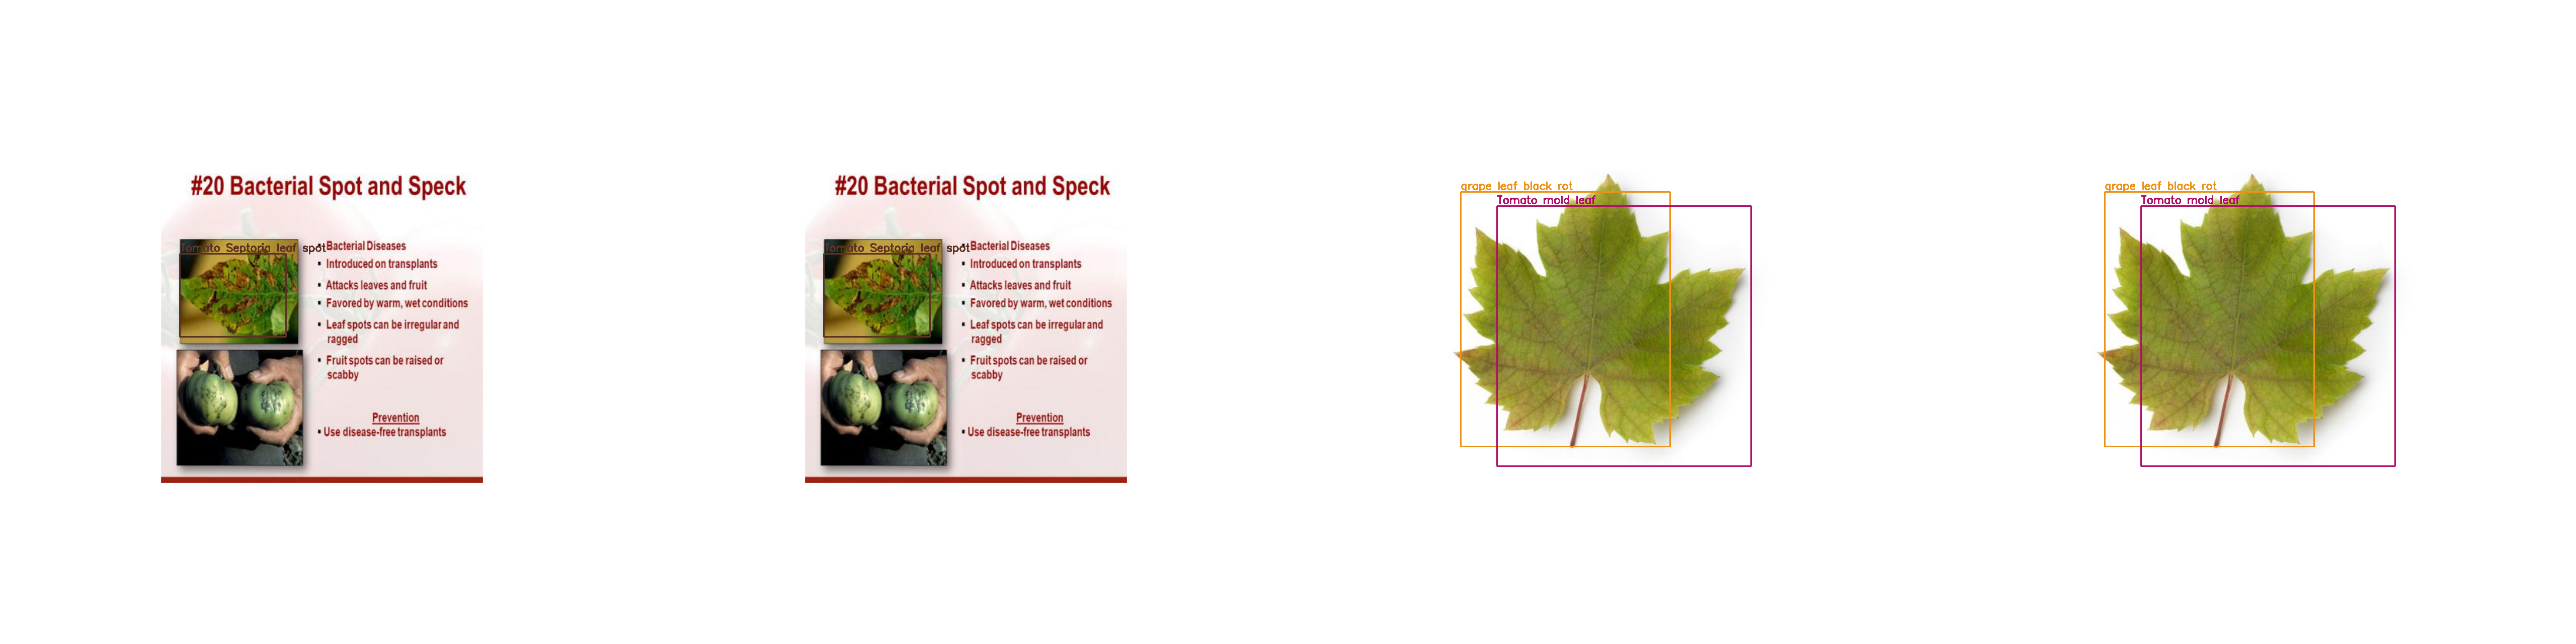 #20 Bacterial Spot and Speck
Tomato Septoria leaf spot
▪ Bacterial Diseases
▪ Introduced on transplants
▪ Attacks leaves and fruit
▪ Favored by warm, wet conditions
▪ Leaf spots can be irregular and
ragged
▪ Fruit spots can be raised or
scabby
Prevention
▪ Use disease-free transplants
#20 Bacterial Spot and Speck
Tomato Septoria leaf spot
▪ Bacterial Diseases
▪ Introduced on transplants
▪ Attacks leaves and fruit
▪ Favored by warm, wet conditions
▪ Leaf spots can be irregular and
ragged
▪ Fruit spots can be raised or
scabby
Prevention
▪ Use disease-free transplants
grape leaf black rot
Tomato mold leaf
grape leaf black rot
Tomato mold leaf